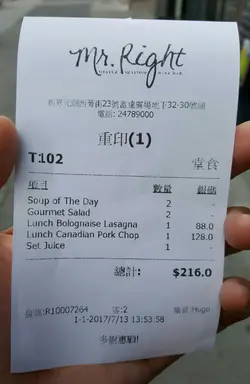 Mr. Right
電話: 24789000
重印(1)
T102 堂食
項目 數量 銀碼
Soup of The Day 2 -
Gourmet Salad 2 -
Lunch Bolognaise Lasagna 1 88.0
Lunch Canadian Pork Chop 1 128.0
Set Juice 1 -
總計: $216.0
R10007264 客:2 Hugo
1-1-2017/7/13 13:53:58
多謝惠顧